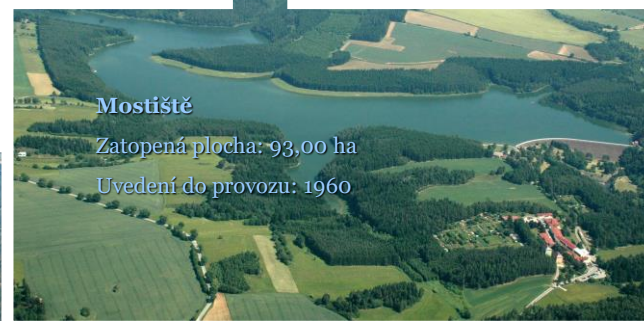 Mostiště
Zatopená plocha: 93,00 ha
Uvedení do provozu: 1960